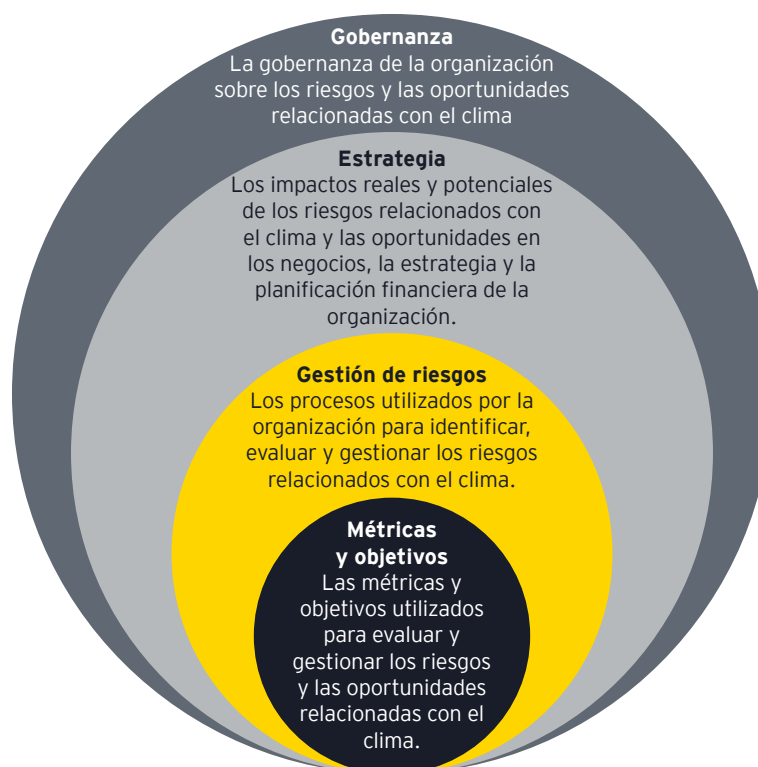 Gobernanza
La gobernanza de la organización
sobre los riesgos y las oportunidades
relacionadas con el clima
Estrategia
Los impactos reales y potenciales
de los riesgos relacionados con
el clima y las oportunidades en
los negocios, la estrategia y la
planificación financiera de la
organización.
Gestión de riesgos
Los procesos utilizados por la
organización para identificar,
evaluar y gestionar los riesgos
relacionados con el clima.
Métricas
y objetivos
Las métricas y
objetivos utilizados
para evaluar y
gestionar los riesgos
y las oportunidades
relacionadas con el
clima.